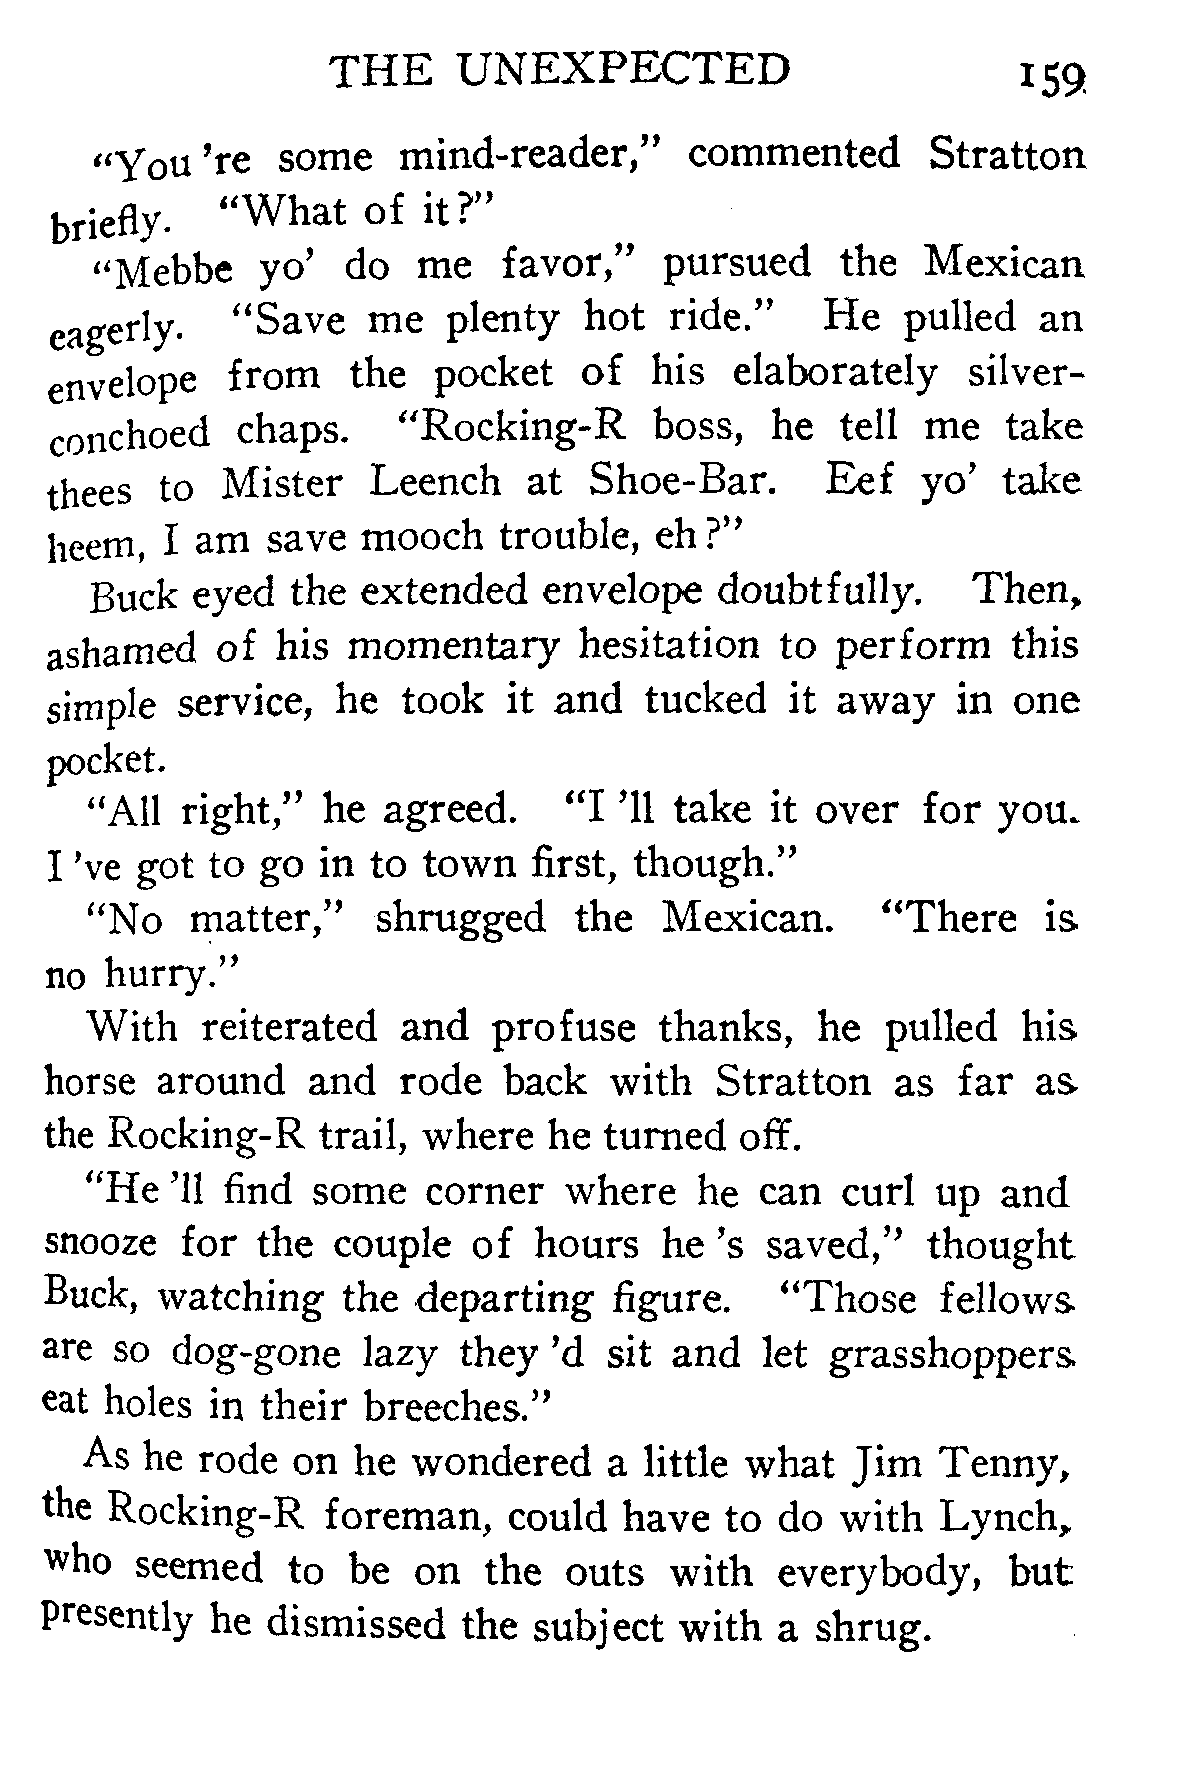 THE UNEXPECTED 159
"You 're some mind-reader," commented Stratton
briefly. "What of it?"
"Mebbe yo' do me favor," pursued the Mexican
eagerly. "Save me plenty hot ride." He pulled an
envelope from the pocket of his elaborately silver-
conchoed chaps. "Rocking-R boss, he tell me take
thees to Mister Leench at Shoe-Bar. Eef yo' take
heem, I am save mooch trouble, eh?"
Buck eyed the extended envelope doubtfully. Then,
ashamed of his momentary hesitation to perform this
simple service, he took it and tucked it away in one
pocket.
"All right," he agreed. "I 'll take it over for you.
I 've got to go in to town first, though."
"No matter," shrugged the Mexican. "There is
no hurry."
With reiterated and profuse thanks, he pulled his
horse around and rode back with Stratton as far as
the Rocking-R trail, where he turned off.
"He 'll find some corner where he can curl up and
snooze for the couple of hours he 's saved," thought
Buck, watching the departing figure. "Those fellows
are so dog-gone lazy they 'd sit and let grasshoppers
eat holes in their breeches."
As he rode on he wondered a little what Jim Tenny,
the Rocking-R foreman, could have to do with Lynch,
who seemed to be on the outs with everybody, but
presently he dismissed the subject with a shrug.